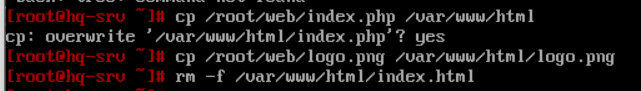 [root@hq-srv ~]# cp /root/web/index.php /var/www/html
cp: overwrite '/var/www/html/index.php'? yes
[root@hq-srv ~]# cp /root/web/logo.png /var/www/html/logo.png
[root@hq-srv ~]# rm -f /var/www/html/index.html